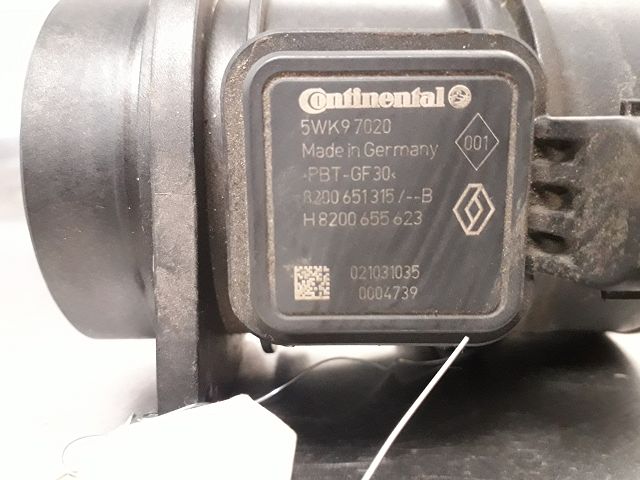 Continental
5WK9 7020
Made in Germany
001
>PBT-GF30<
8200 651 315 /--B
H 8200 655 623
021031035
0004739